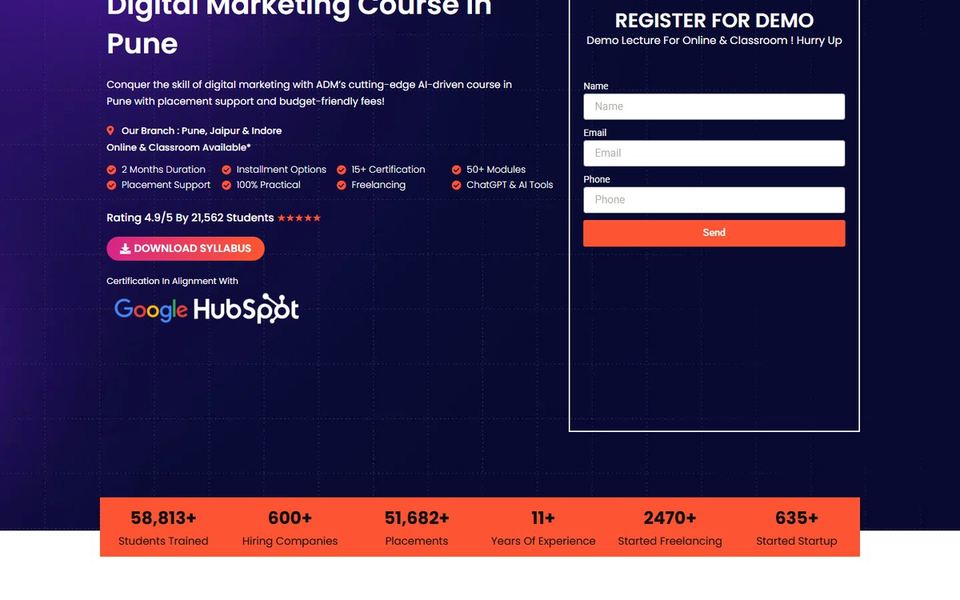 Digital Marketing Course in
Pune
Conquer the skill of digital marketing with ADM's cutting-edge AI-driven course in
Pune with placement support and budget-friendly fees!
Our Branch : Pune, Jaipur & Indore
Online & Classroom Available*
2 Months Duration
Installment Options
15+ Certification
50+ Modules
Placement Support
100% Practical
Freelancing
ChatGPT & AI Tools
Rating 4.9/5 By 21,562 Students ★★★★★
DOWNLOAD SYLLABUS
Certification In Alignment With
Google HubSpot
REGISTER FOR DEMO
Demo Lecture For Online & Classroom ! Hurry Up
Name
Name
Email
Email
Phone
Phone
Send
58,813+
Students Trained
600+
Hiring Companies
51,682+
Placements
11+
Years Of Experience
2470+
Started Freelancing
635+
Started Startup